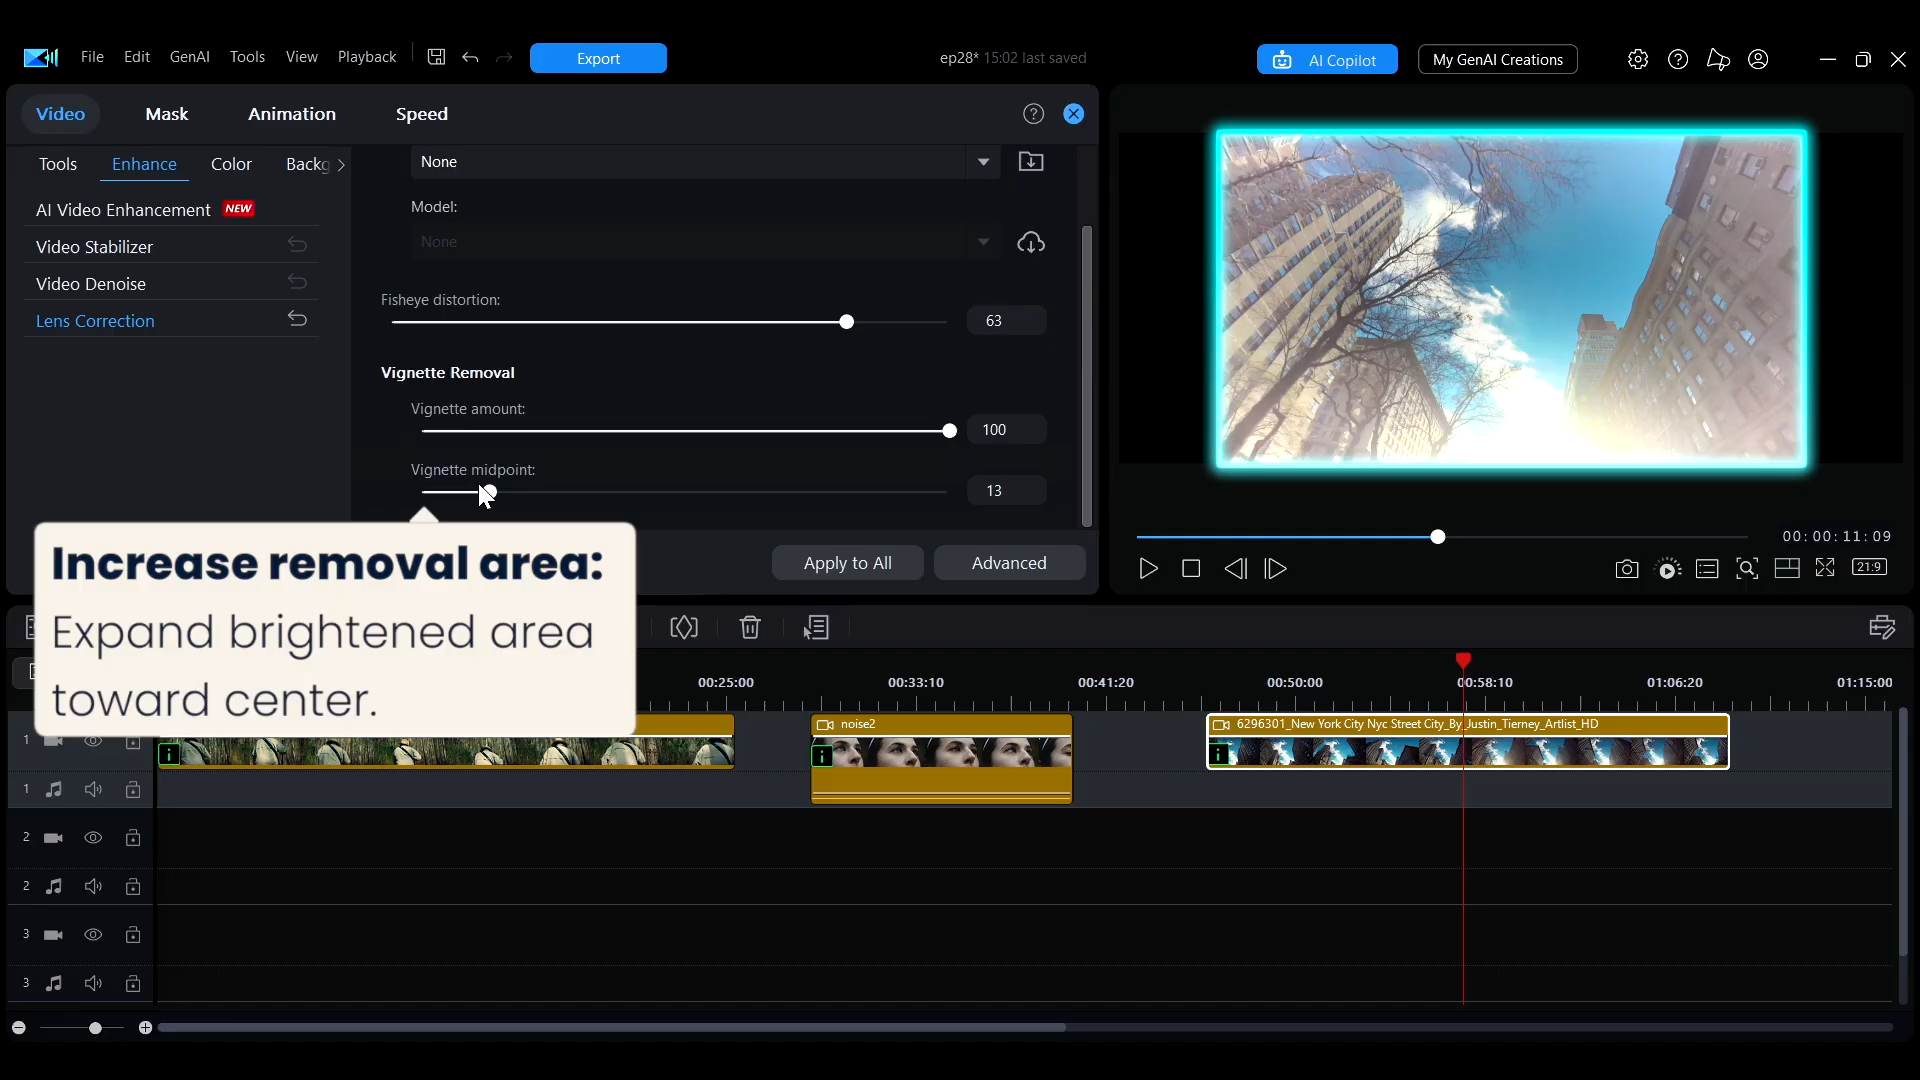 File Edit GenAI Tools View Playback Export ep28* 15:02 last saved AI Copilot My GenAI Creations
Video Mask Animation Speed
Tools Enhance Color Backg
None
AI Video Enhancement NEW
Model:
Video Stabilizer
None
Video Denoise
Fisheye distortion:
Lens Correction
63
Vignette Removal
Vignette amount:
100
Vignette midpoint:
13
00:00:11:09
Apply to All Advanced
21:9
Increase removal area:
Expand brightened area
toward center.
00:25:00 00:33:10 00:41:20 00:50:00 00:58:10 01:06:20 01:15:00
noise2
6296301_New York City Nyc Street City_By_Justin_Tierney_Artlist_HD
1
1
2
2
3
3